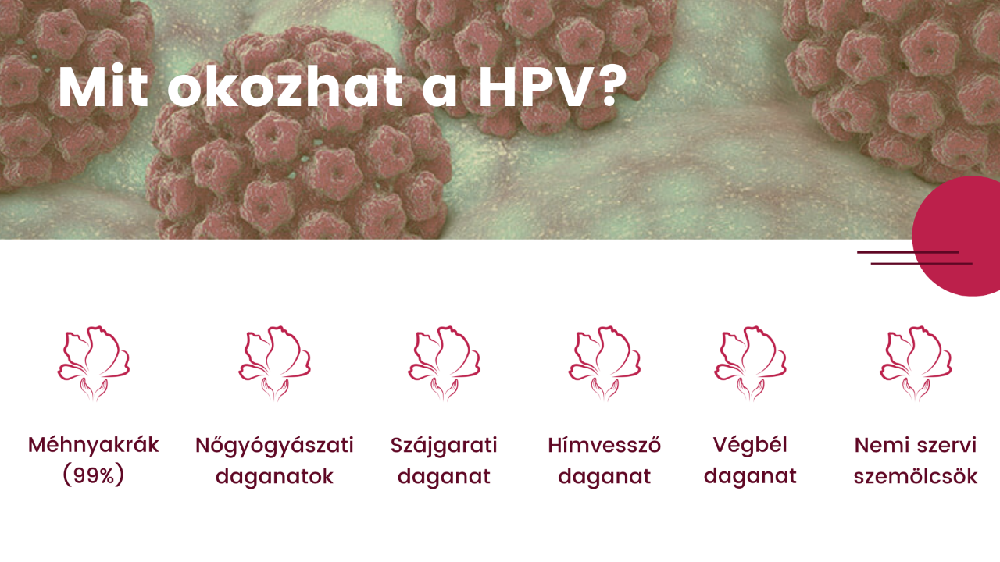 Mit okozhat a HPV?
Méhnyakrák
(99%)
Nőgyógyászati
daganatok
Szájgarati
daganat
Hímvessző
daganat
Végbél
daganat
Nemi szervi
szemölcsök